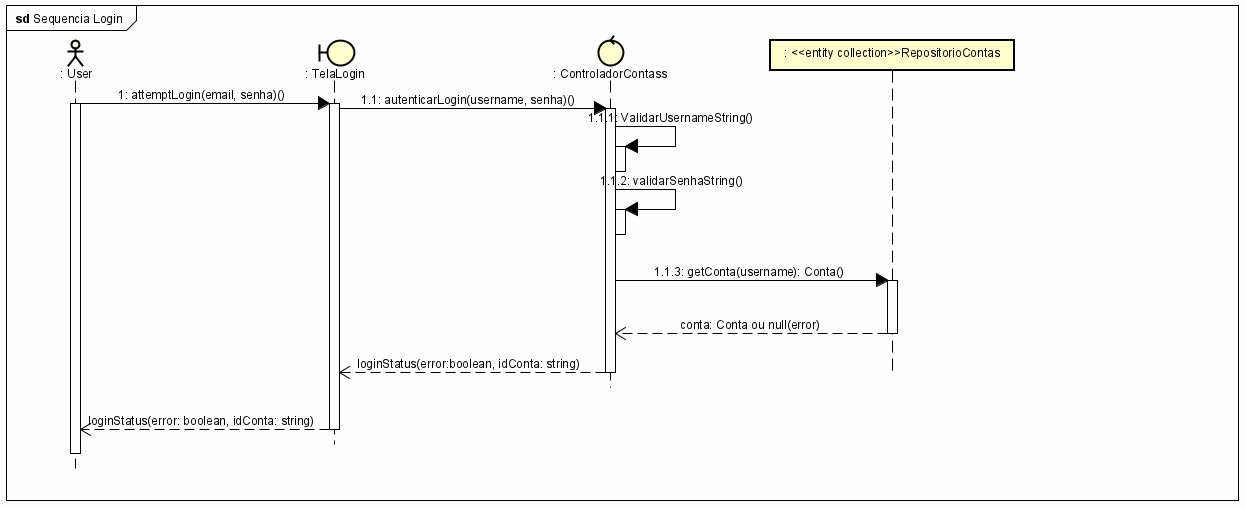 sd Sequencia Login
: User
: TelaLogin
: ControladorContass
: <<entity collection>>RepositorioContas
1: attemptLogin(email, senha)()
1.1: autenticarLogin(username, senha)()
1.1.1: ValidarUsernameString()
1.1.2: validarSenhaString()
1.1.3: getConta(username): Conta()
conta: Conta ou null(error)
loginStatus(error:boolean, idConta: string)
loginStatus(error: boolean, idConta: string)